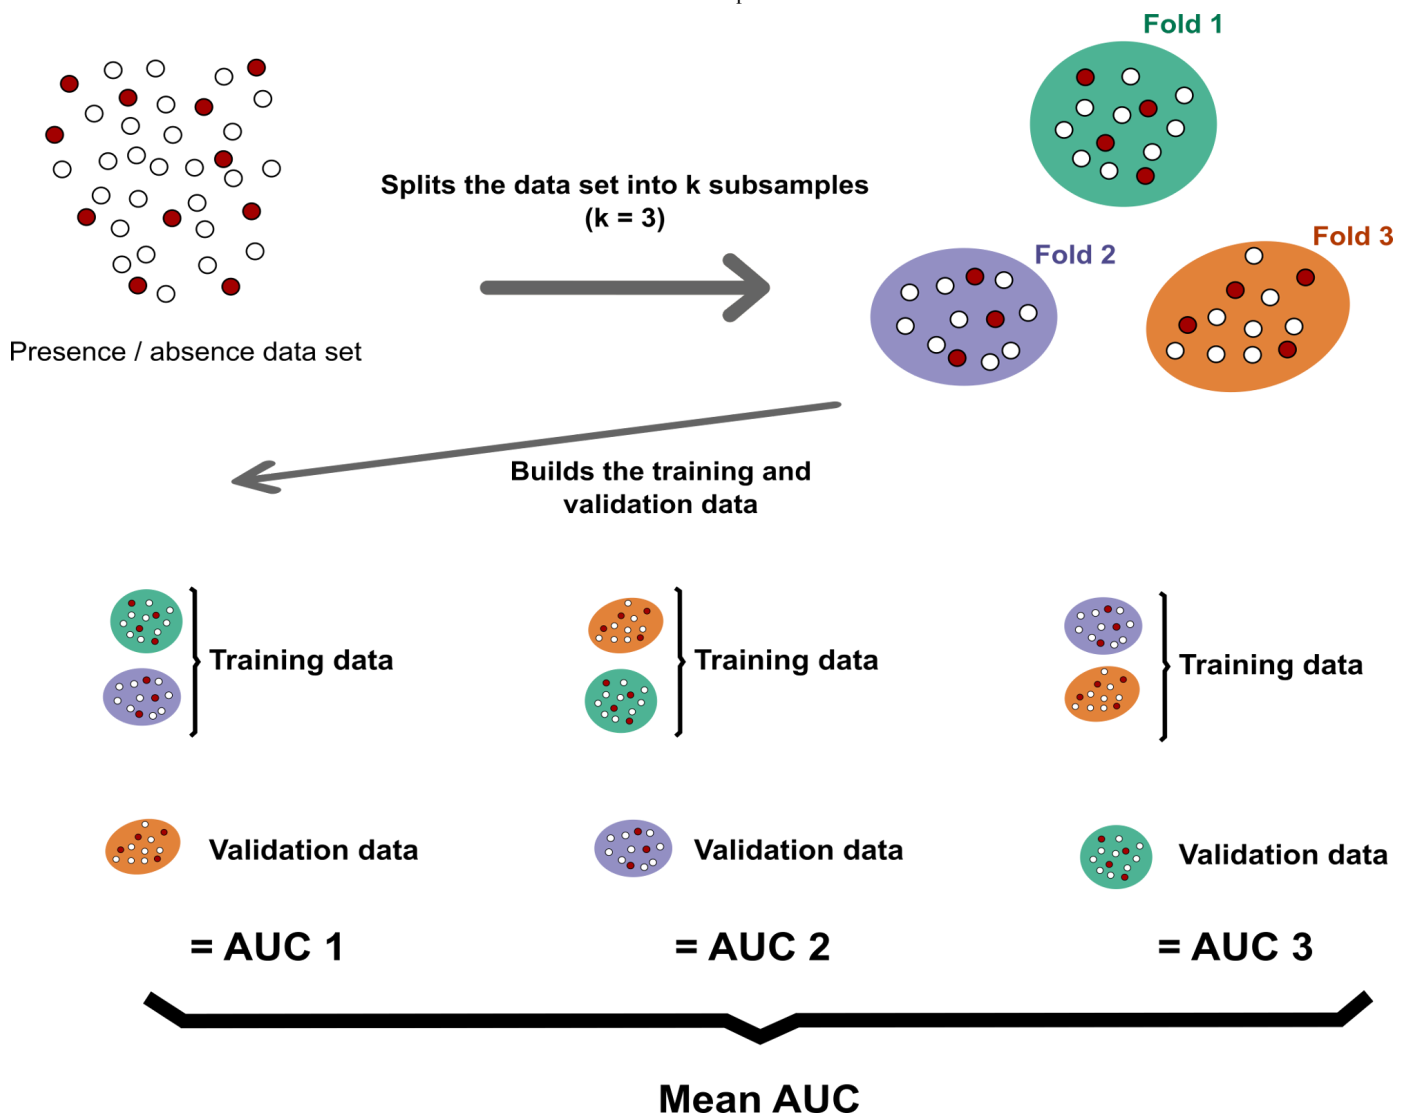 Fold 1
Splits the data set into k subsamples
(k = 3)
Fold 2
Fold 3
Presence / absence data set
Builds the training and
validation data
Training data
Training data
Training data
Validation data
Validation data
Validation data
= AUC 1
= AUC 2
= AUC 3
Mean AUC